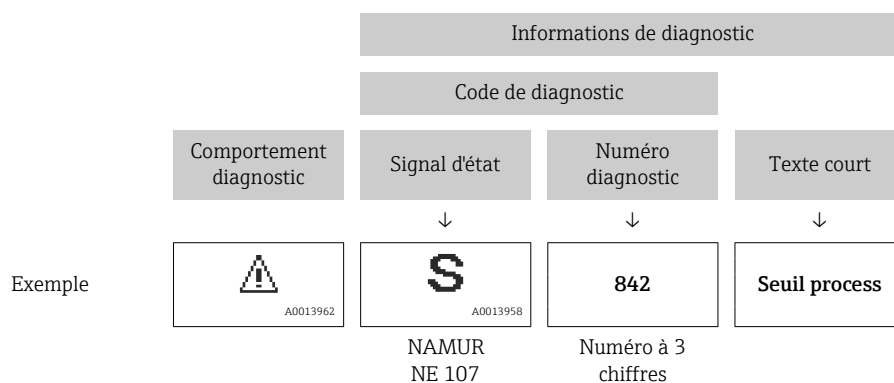 Informations de diagnostic
Code de diagnostic
Comportement
diagnostic
Signal d'état
Numéro
diagnostic
Texte court
↓ ↓ ↓
Exemple
A0013962
S
A0013958
842
Seuil process
NAMUR
NE 107
Numéro à 3
chiffres